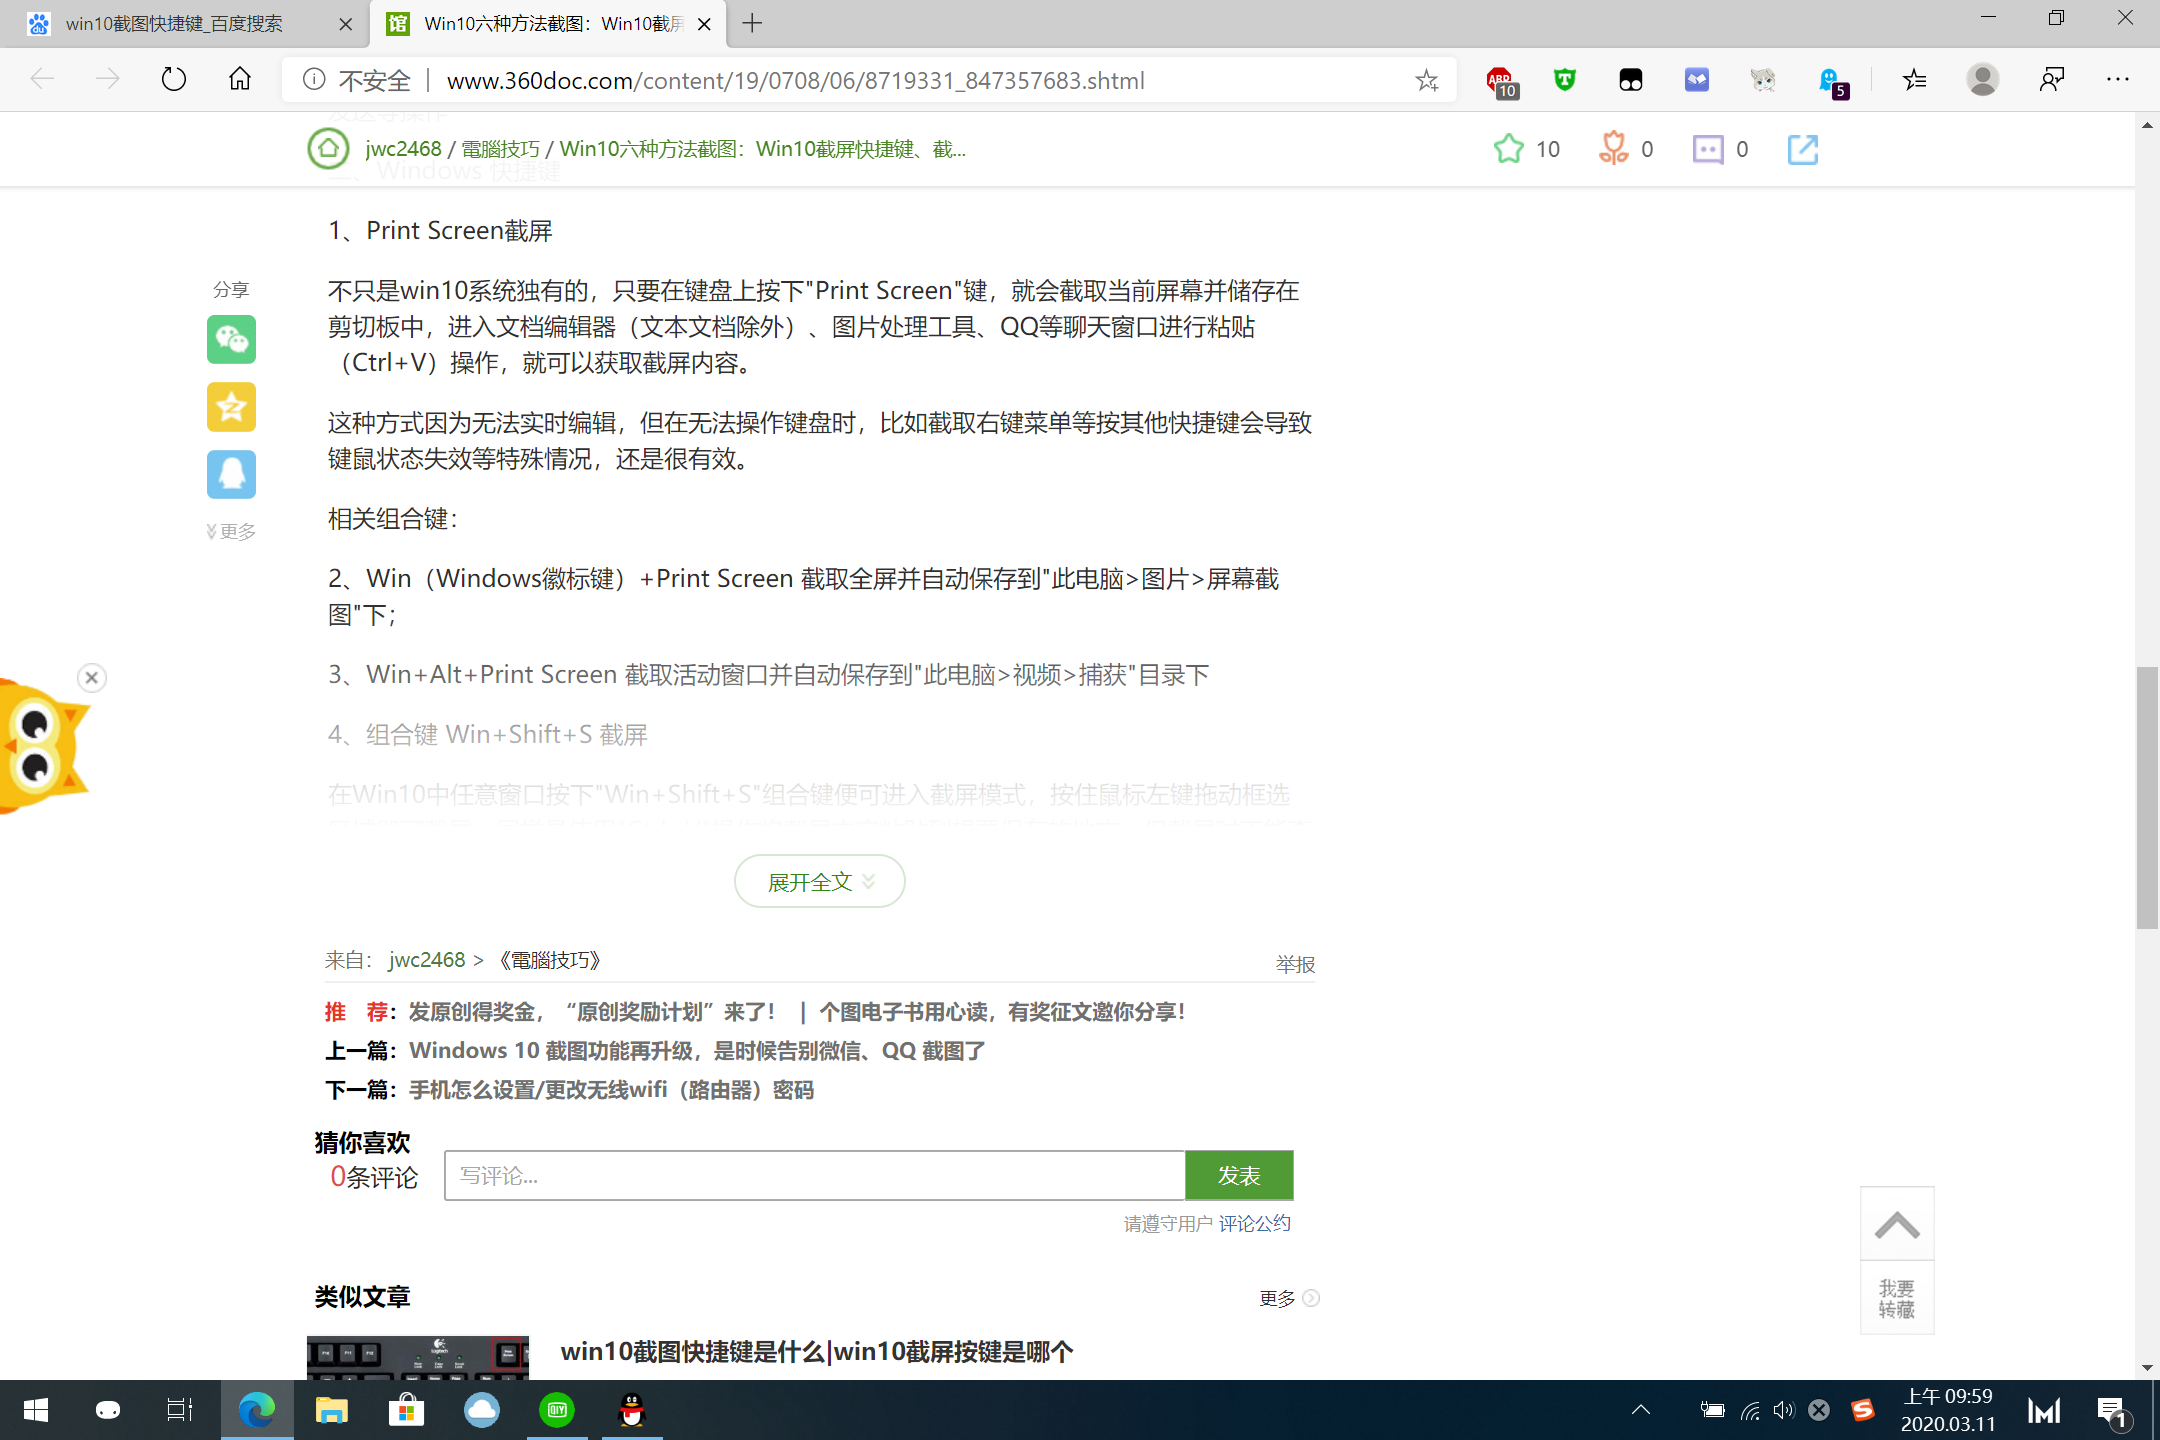 win10截图快捷键_百度搜索
Win10六种方法截图：Win10截屏
不安全
www.360doc.com/content/19/0708/06/8719331_847357683.shtml
ABP
10
5
发送等操作
jwc2468 / 電腦技巧 / Win10六种方法截图：Win10截屏快捷键、截...
10
0
0
、Windows 快捷键
1、Print Screen截屏
分享
不只是win10系统独有的，只要在键盘上按下"Print Screen"键，就会截取当前屏幕并储存在
剪切板中，进入文档编辑器（文本文档除外）、图片处理工具、QQ等聊天窗口进行粘贴
（Ctrl+V）操作，就可以获取截屏内容。
这种方式因为无法实时编辑，但在无法操作键盘时，比如截取右键菜单等按其他快捷键会导致
键鼠状态失效等特殊情况，还是很有效。
更多
相关组合键：
2、Win（Windows徽标键）+Print Screen 截取全屏并自动保存到"此电脑>图片>屏幕截
图"下；
3、Win+Alt+Print Screen 截取活动窗口并自动保存到"此电脑>视频>捕获"目录下
4、组合键 Win+Shift+S 截屏
在Win10中任意窗口按下"Win+Shift+S"组合键便可进入截屏模式，按住鼠标左键拖动框选
展开全文
来自： jwc2468 > 《電腦技巧》
举报
推 荐：发原创得奖金，“原创奖励计划”来了！ | 个图电子书用心读，有奖征文邀你分享！
上一篇：Windows 10 截图功能再升级，是时候告别微信、QQ 截图了
下一篇：手机怎么设置/更改无线wifi（路由器）密码
猜你喜欢
0条评论
写评论...
发表
请遵守用户 评论公约
我要
转藏
类似文章
更多
win10截图快捷键是什么|win10截屏按键是哪个
上午 09:59
2020.03.11
1